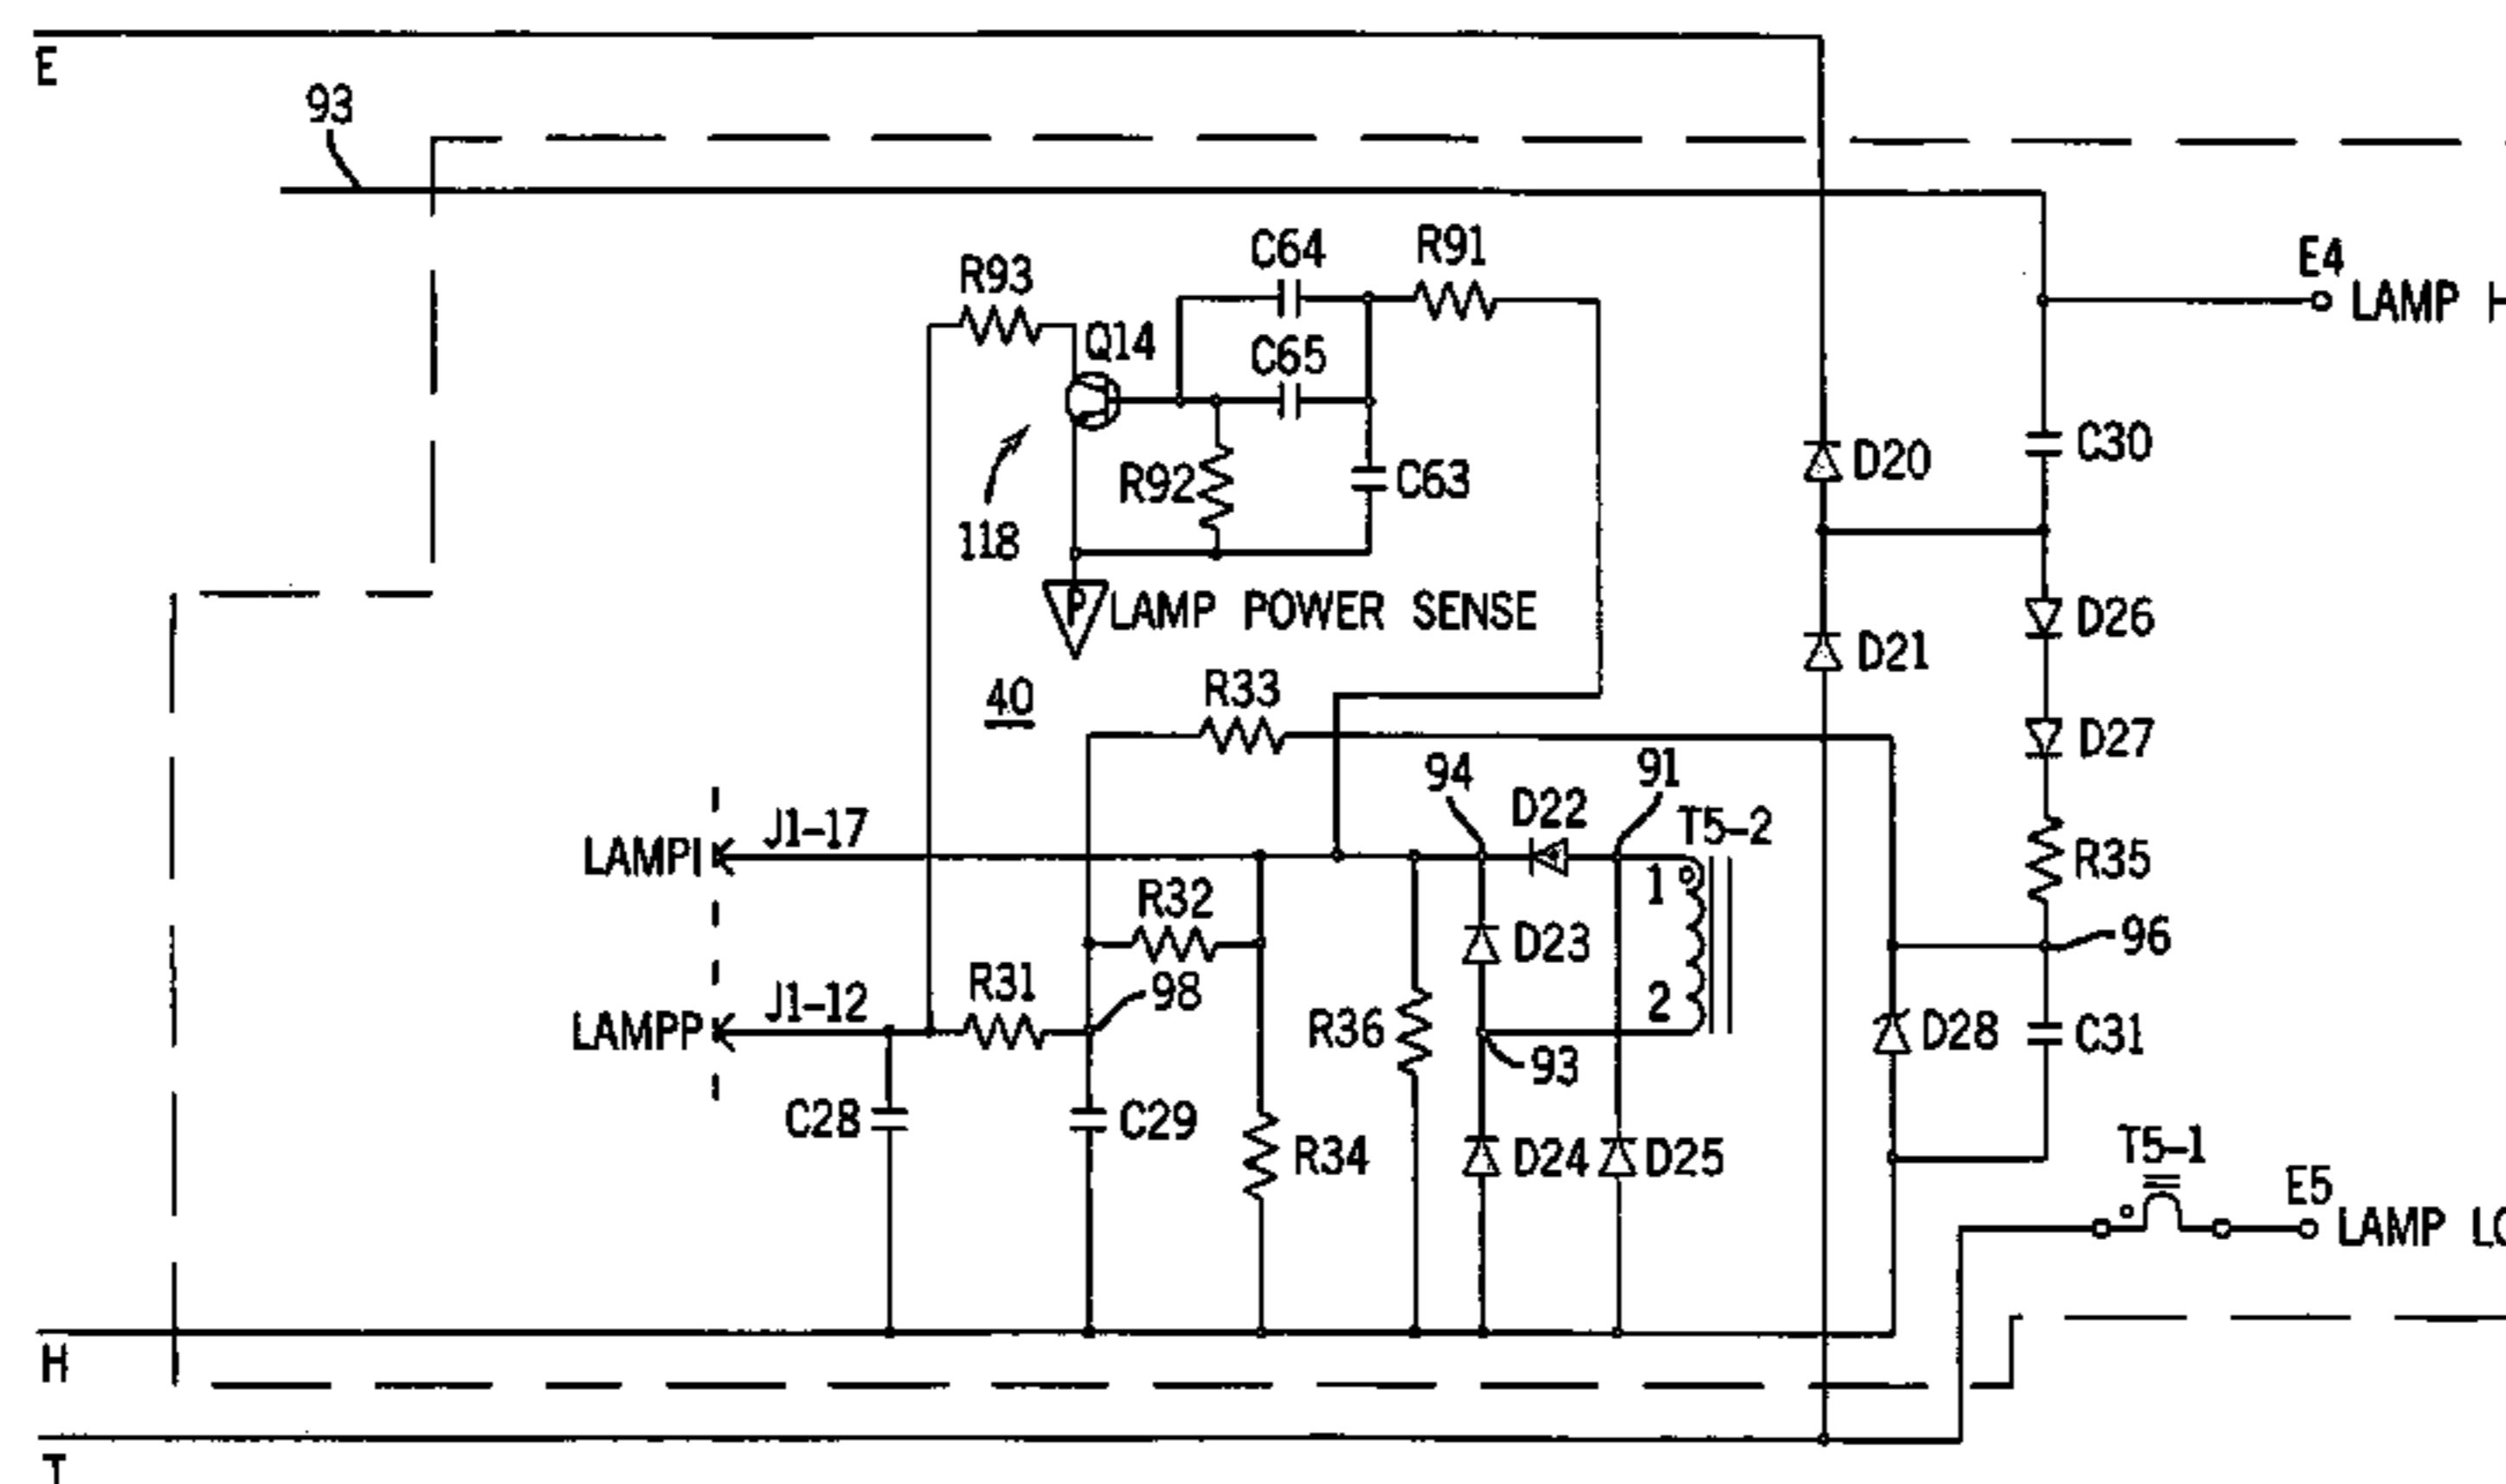 E
93
E4
LAMP
C64
R91
R93
Q14
C65
D20
C30
R92
C63
118
P
LAMP POWER SENSE
D26
D21
40
R33
D27
94
91
D22
T5-2
J1-17
LAMPI
1
R35
R32
D23
96
R31
98
2
J1-12
LAMPP
R36
D28
C31
93
C28
C29
R34
D24
D25
T5-1
E5
LAMP
H